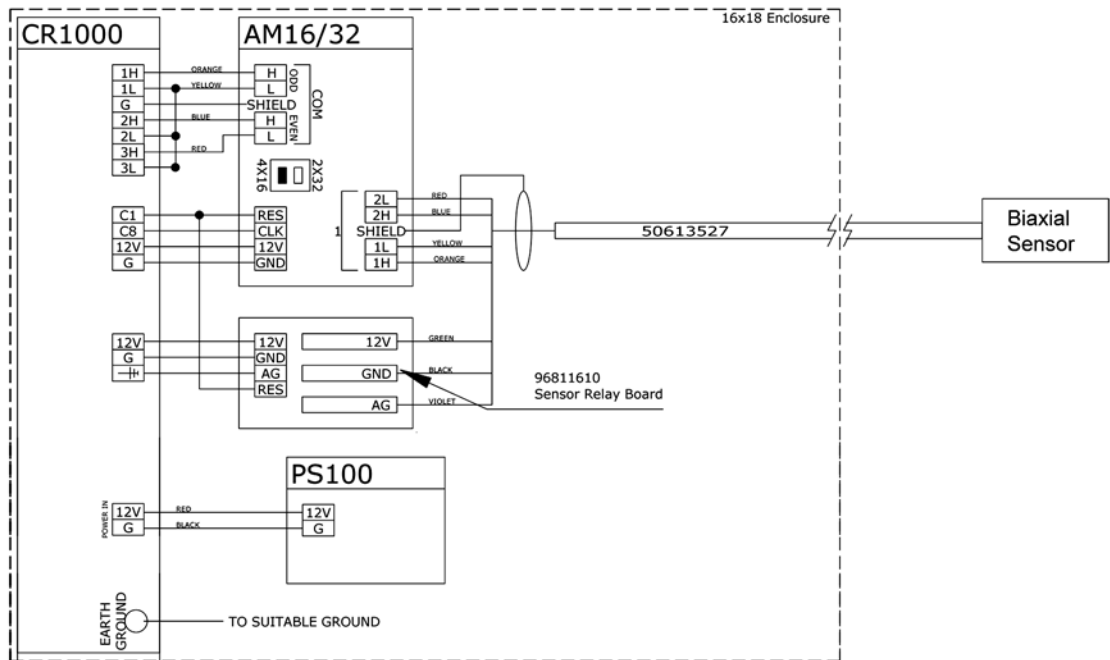 16x18 Enclosure
CR1000
AM16/32
1H
1L
G
2H
2L
3H
3L
ORANGE
YELLOW
BLUE
RED
H
L
SHIELD
H
L
ODD
EVEN
COM
4X16
2X32
C1
C8
12V
G
RES
CLK
12V
GND
1
2L
2H
SHIELD
1L
1H
RED
BLUE
YELLOW
ORANGE
50613527
Biaxial
Sensor
12V
G
12V
GND
AG
RES
12V
GND
AG
GREEN
BLACK
VIOLET
96811610
Sensor Relay Board
PS100
POWER IN
12V
G
RED
BLACK
12V
G
EARTH
GROUND
TO SUITABLE GROUND